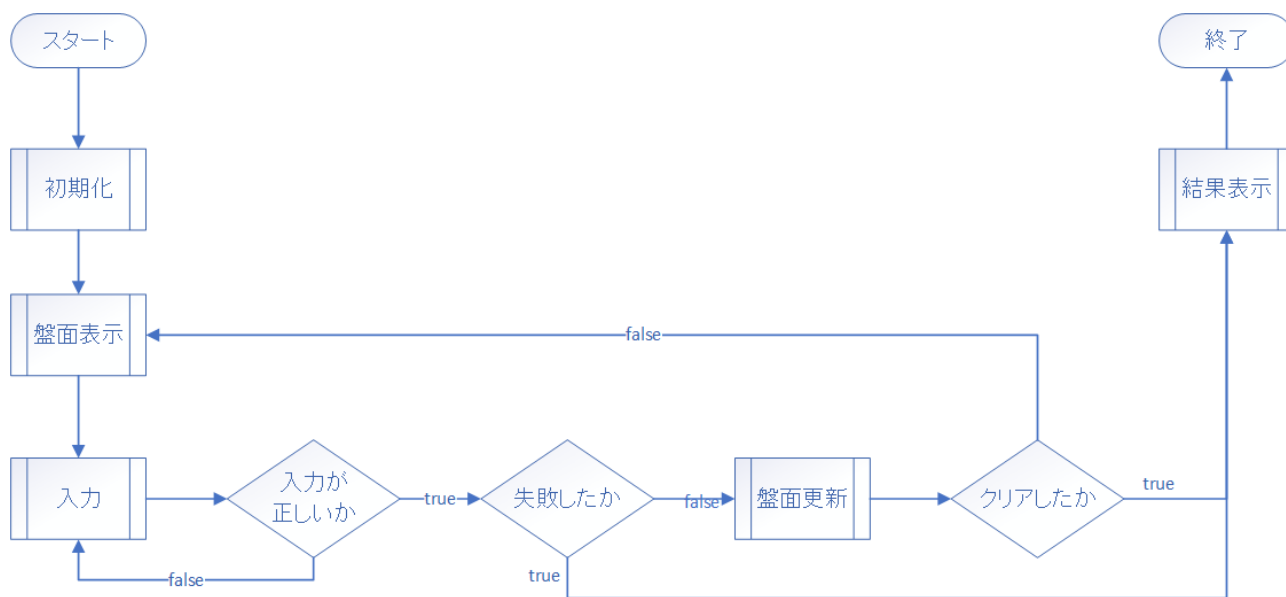 スタート
終了
初期化
結果表示
盤面表示
false
入力
入力が
正しいか
true
失敗したか
false
盤面更新
クリアしたか
true
false
true